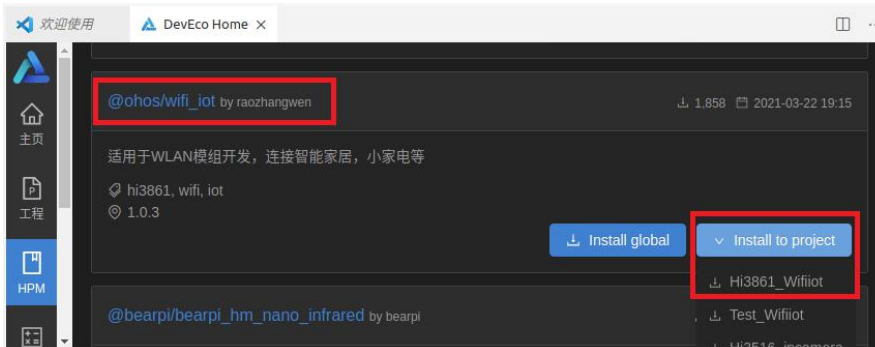 欢迎使用
DevEco Home ×
主页
工程
HPM
@ohos/wifi_iot by raozhangwen
1,858 2021-03-22 19:15
适用于WLAN模组开发，连接智能家居，小家电等
hi3861, wifi, iot
1.0.3
Install global
Install to project
Hi3861_Wifiiot
@bearpi/bearpi_hm_nano_infrared by bearpi
Test_Wifiiot
Hi3516_ipcamera